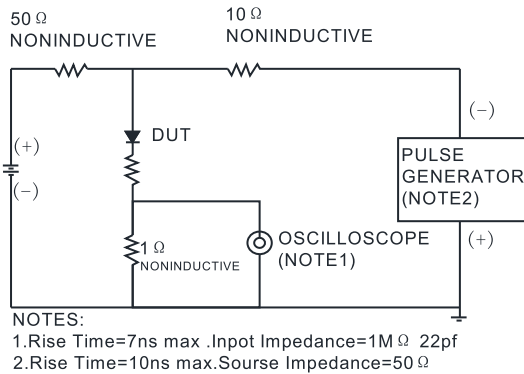 50 Ω
NONINDUCTIVE
10 Ω
NONINDUCTIVE
(+)
(-)
DUT
(-)
PULSE
GENERATOR
(NOTE2)
(+)
1 Ω
NONINDUCTIVE
OSCILLOSCOPE
(NOTE1)
NOTES:
1.Rise Time=7ns max .Inpot Impedance=1M Ω 22pf
2.Rise Time=10ns max.Sourse Impedance=50 Ω